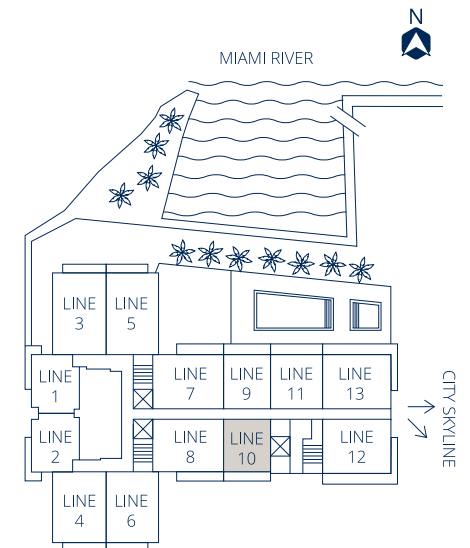 N
MIAMI RIVER
LINE
3
LINE
5
LINE
1
LINE
7
LINE
9
LINE
11
LINE
13
CITY SKYLINE
LINE
2
LINE
8
LINE
10
LINE
12
LINE
4
LINE
6